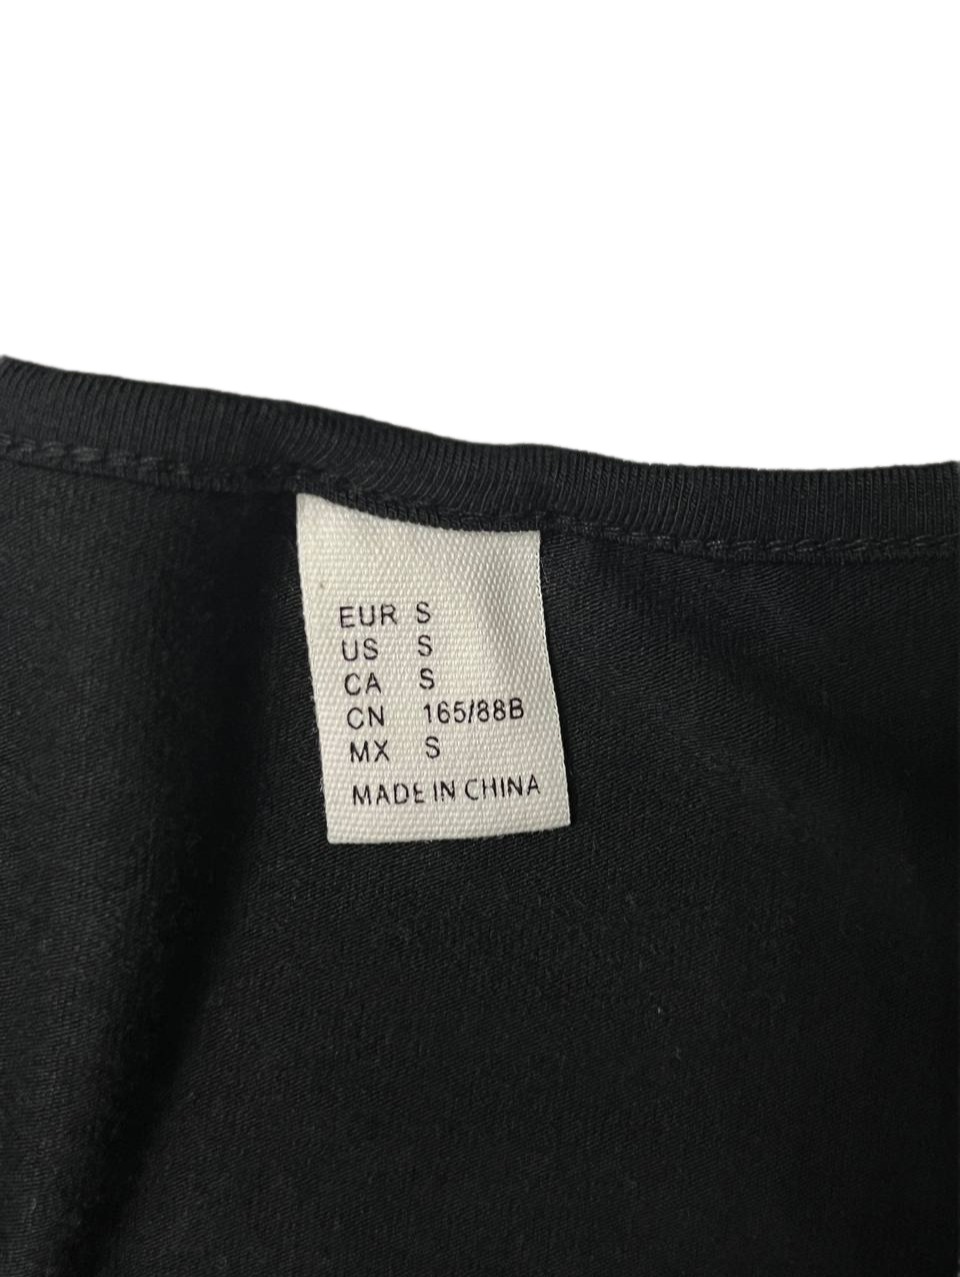 EUR S
US S
CA S
CN 165/88B
MX S
MADE IN CHINA